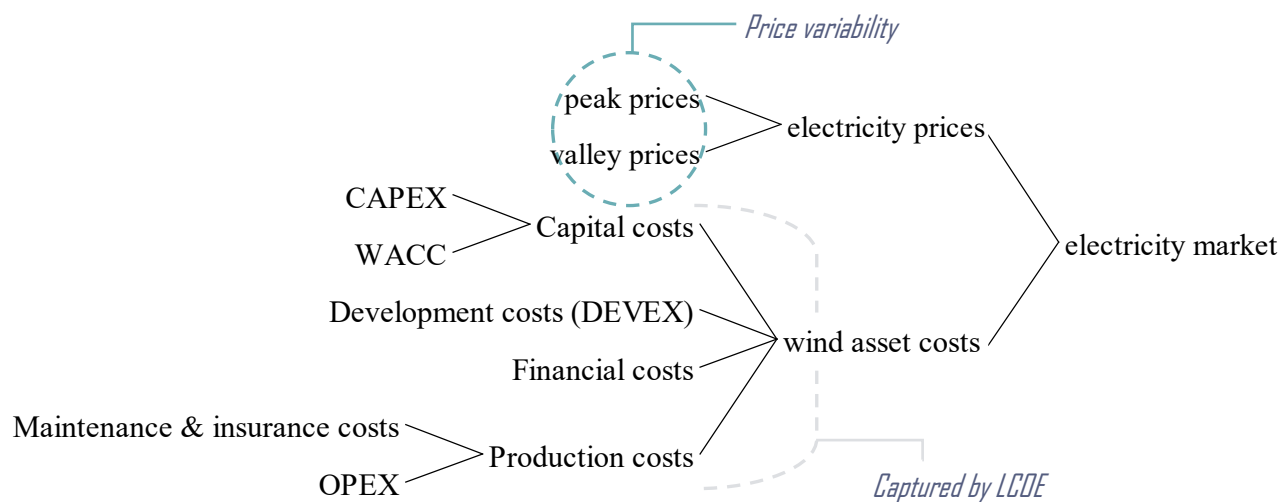 Price variability
peak prices
electricity prices
valley prices
CAPEX
Capital costs
WACC
electricity market
Development costs (DEVEX)
wind asset costs
Financial costs
Maintenance & insurance costs
Production costs
OPEX
Captured by LCOE